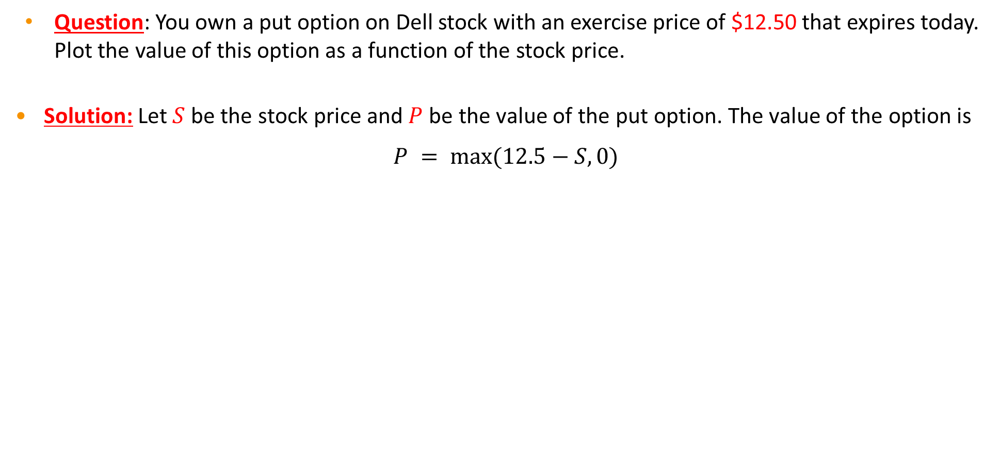 • Question: You own a put option on Dell stock with an exercise price of $12.50 that expires today.
Plot the value of this option as a function of the stock price.
• Solution: Let S be the stock price and P be the value of the put option. The value of the option is
P = max(12.5 − S, 0)